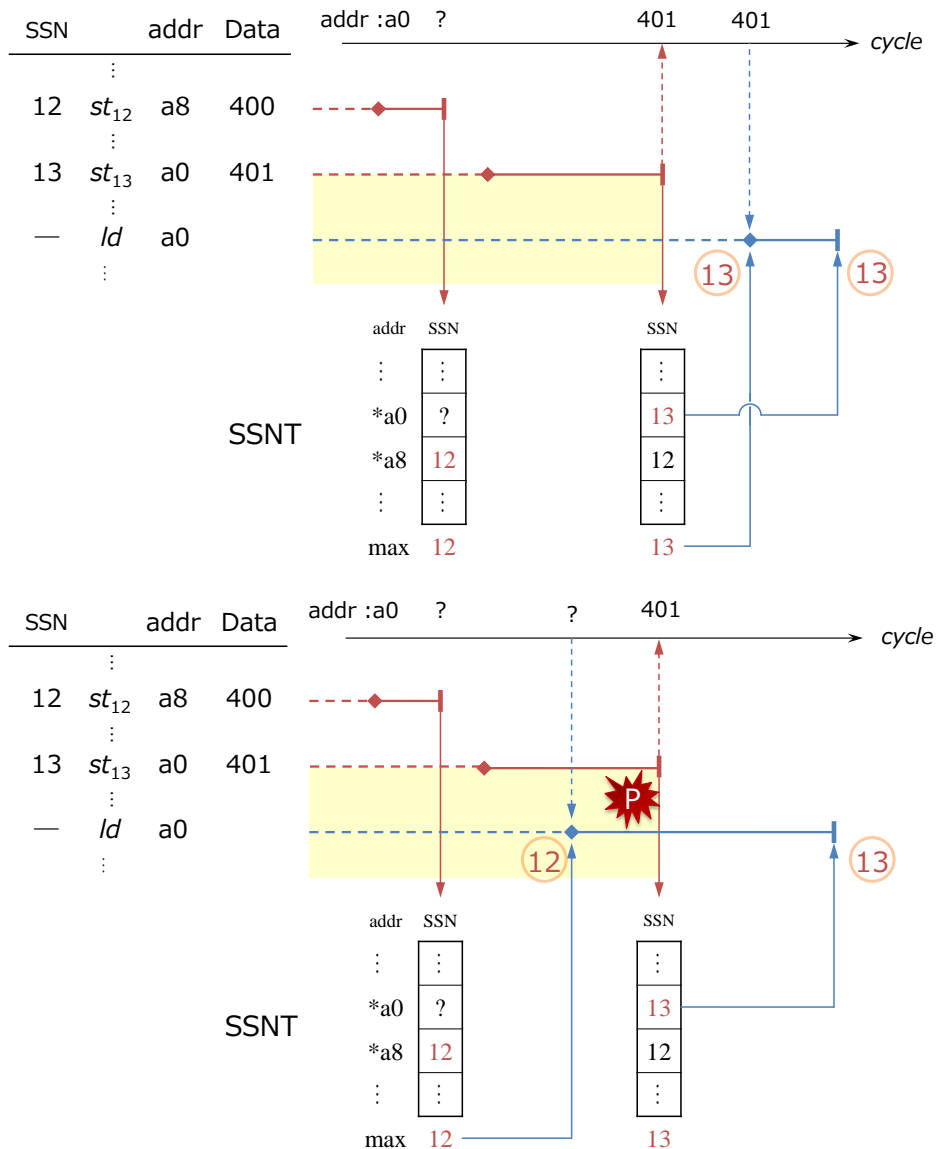 addr :a0 ? 401 401
SSN addr Data
cycle
⋮
12 st12 a8 400
⋮
13 st13 a0 401
⋮
— ld a0
⋮
13 13
addr SSN SSN
⋮ ⋮ ⋮
*a0 ? 13
SSNT
*a8 12 12
⋮ ⋮ ⋮
max 12 13
addr :a0 ? ? 401
SSN addr Data
cycle
⋮
12 st12 a8 400
⋮
13 st13 a0 401
P
⋮
— ld a0
⋮
12 13
addr SSN SSN
⋮ ⋮ ⋮
*a0 ? 13
SSNT
*a8 12 12
⋮ ⋮ ⋮
max 12 13